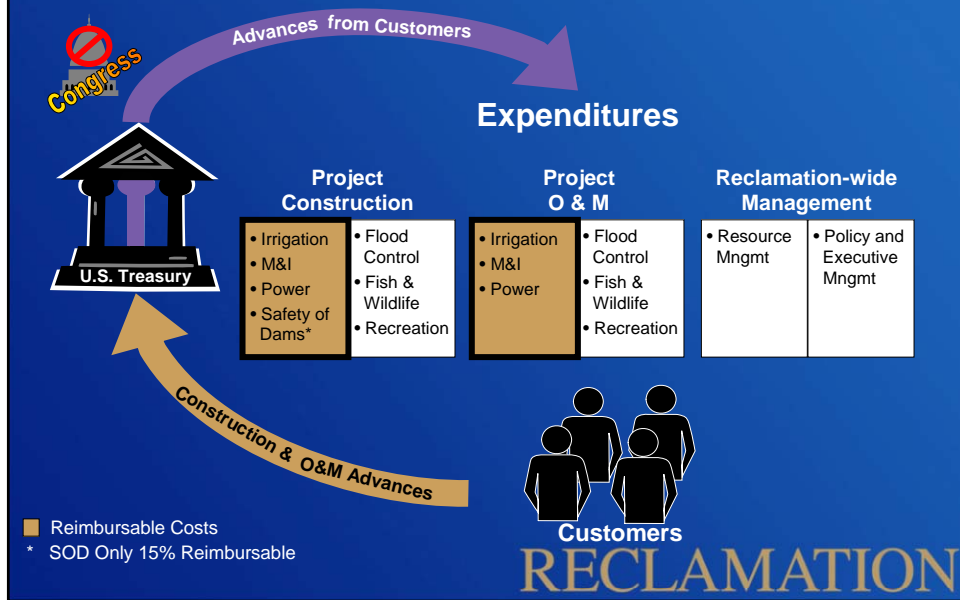 Advances from Customers
Congress
Expenditures
U.S. Treasury
Project
Construction
• Irrigation
• M&I
• Power
• Safety of
Dams*
• Flood
Control
• Fish &
Wildlife
• Recreation
Project
O & M
• Irrigation
• M&I
• Power
• Flood
Control
• Fish &
Wildlife
• Recreation
Reclamation-wide
Management
• Resource
Mngmt
• Policy and
Executive
Mngmt
Construction & O&M Advances
Customers
Reimbursable Costs
* SOD Only 15% Reimbursable
RECLAMATION